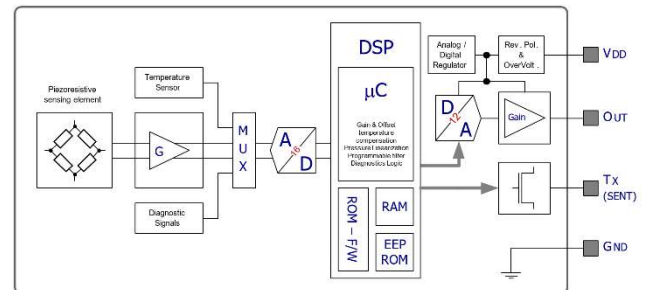 Piezoresistive
sensing element
Temperature
Sensor
G
Diagnostic
Signals
M
U
X
A
16
D
DSP
µC
Gain & Offset
temperature
compensation
Pressure Linearization
Programmable filter
Diagnostics Logic
ROM – F/W
RAM
EEP
ROM
Analog /
Digital
Regulator
Rev. Pol.
&
OverVolt .
D
12
A
Gain
VDD
OUT
TX
(SENT)
GND